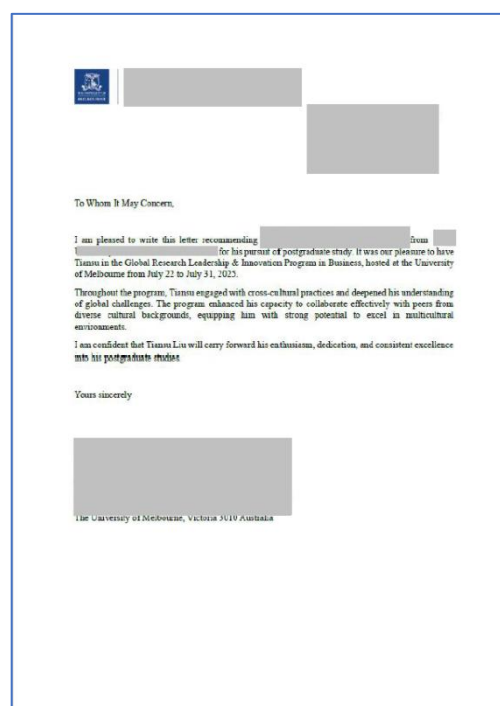 To Whom It May Concern,
I am pleased to write this letter recommending from
for his pursuit of postgraduate study. It was our pleasure to have
Tiansu in the Global Research Leadership & Innovation Program in Business, hosted at the University
of Melbourne from July 22 to July 31, 2025.
Throughout the program, Tiansu engaged with cross-cultural practices and deepened his understanding
of global challenges. The program enhanced his capacity to collaborate effectively with peers from
diverse cultural backgrounds, equipping him with strong potential to excel in multicultural
environments.
I am confident that Tiansu Liu will carry forward his enthusiasm, dedication, and consistent excellence
into his postgraduate studies.
Yours sincerely
The University of Melbourne, Victoria 3010 Australia